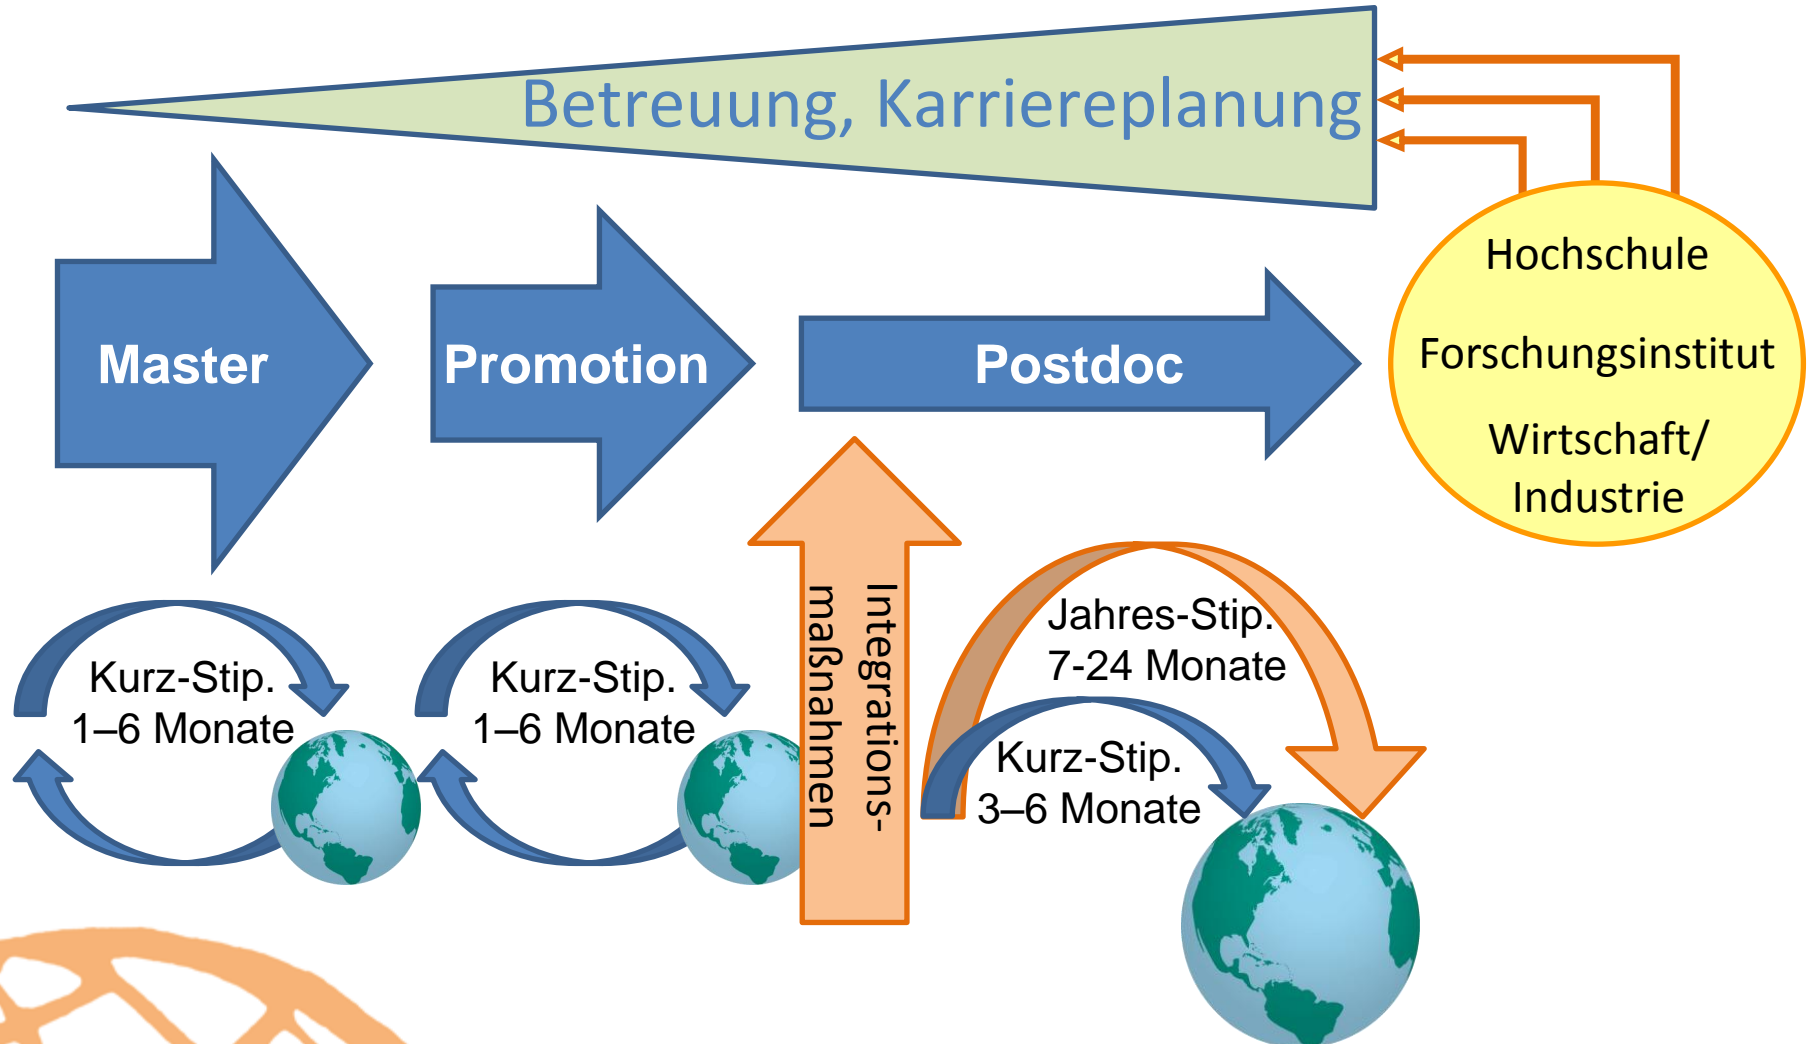 Betreuung, Karriereplanung
Master
Promotion
Postdoc
Hochschule
Forschungsinstitut
Wirtschaft/
Industrie
Kurz-Stip.
1–6 Monate
Kurz-Stip.
1–6 Monate
Integrations-
maßnahmen
Jahres-Stip.
7-24 Monate
Kurz-Stip.
3–6 Monate